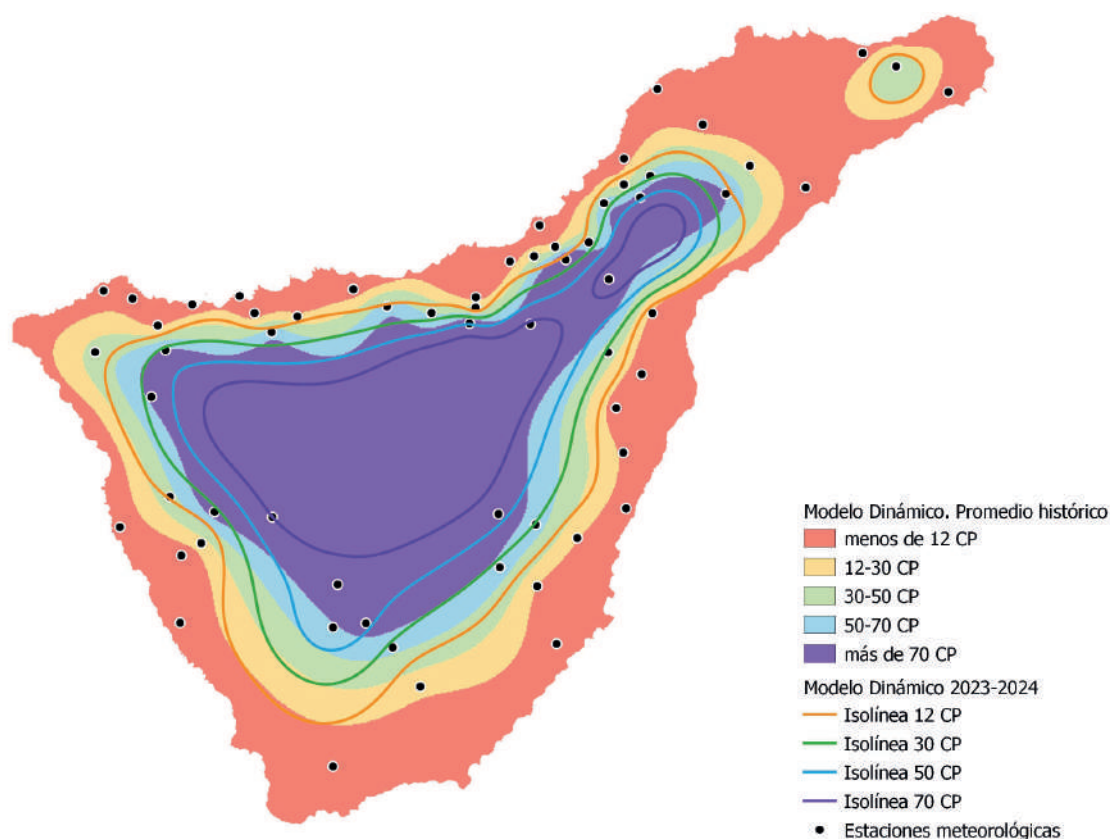 Modelo Dinámico. Promedio histórico
menos de 12 CP
12-30 CP
30-50 CP
50-70 CP
más de 70 CP
Modelo Dinámico 2023-2024
Isolínea 12 CP
Isolínea 30 CP
Isolínea 50 CP
Isolínea 70 CP
Estaciones meteorológicas